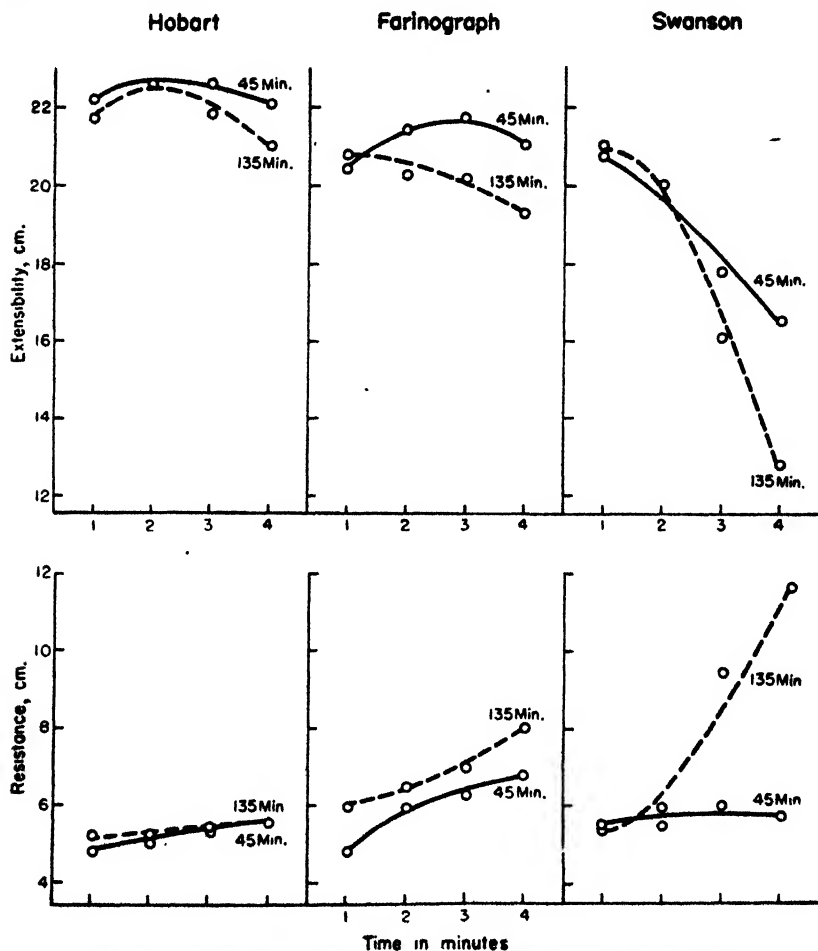 Hobart Farinograph Swanson
Extensibility, cm.
22
20
18
16
14
12
45 Min.
135 Min.
45 Min.
135 Min.
45 Min.
135 Min.
1 2 3 4 1 2 3 4 1 2 3 4
Resistance, cm.
12
10
8
6
4
135 Min
45 Min.
135 Min.
45 Min.
135 Min
45 Min
1 2 3 4
Time in minutes